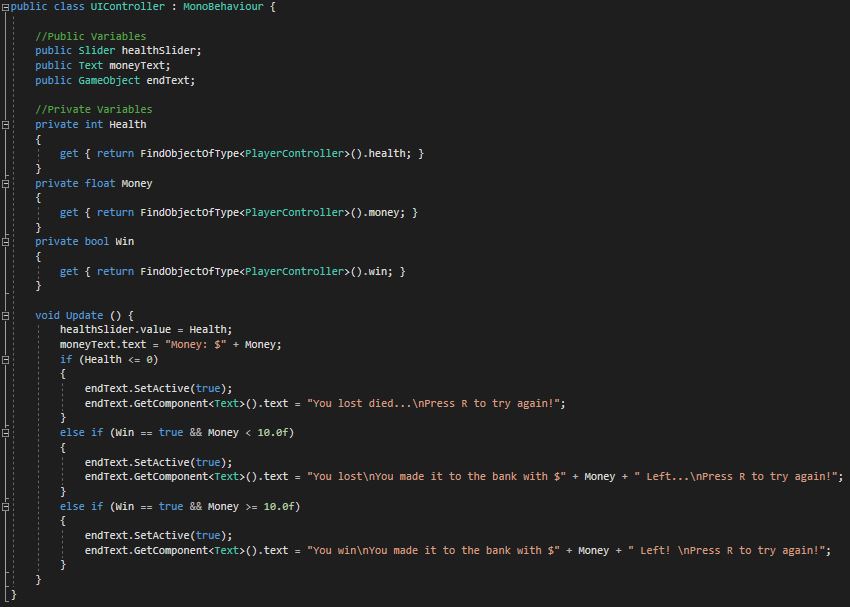 public class UIController : MonoBehaviour {
//Public Variables
public Slider healthSlider;
public Text moneyText;
public GameObject endText;
//Private Variables
private int Health
{
get { return FindObjectOfType<PlayerController>().health; }
}
private float Money
{
get { return FindObjectOfType<PlayerController>().money; }
}
private bool Win
{
get { return FindObjectOfType<PlayerController>().win; }
}
void Update () {
healthSlider.value = Health;
moneyText.text = "Money: $" + Money;
if (Health <= 0)
{
endText.SetActive(true);
endText.GetComponent<Text>().text = "You lost died...\nPress R to try again!";
}
else if (Win == true && Money < 10.0f)
{
endText.SetActive(true);
endText.GetComponent<Text>().text = "You lost\nYou made it to the bank with $" + Money + " Left...\nPress R to try again!";
}
else if (Win == true && Money >= 10.0f)
{
endText.SetActive(true);
endText.GetComponent<Text>().text = "You win\nYou made it to the bank with $" + Money + " Left! \nPress R to try again!";
}
}
}